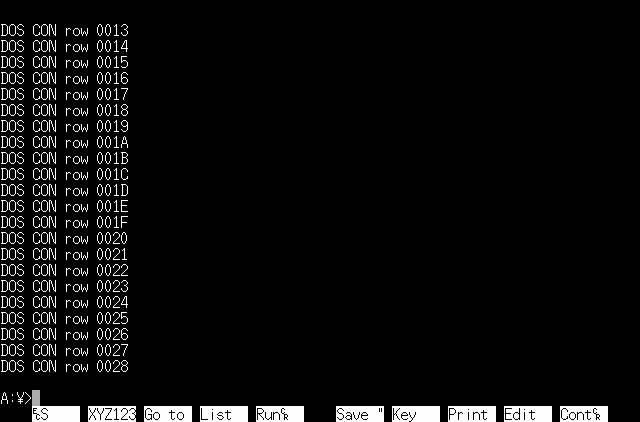 DOS CON row 0013
DOS CON row 0014
DOS CON row 0015
DOS CON row 0016
DOS CON row 0017
DOS CON row 0018
DOS CON row 0019
DOS CON row 001A
DOS CON row 001B
DOS CON row 001C
DOS CON row 001D
DOS CON row 001E
DOS CON row 001F
DOS CON row 0020
DOS CON row 0021
DOS CON row 0022
DOS CON row 0023
DOS CON row 0024
DOS CON row 0025
DOS CON row 0026
DOS CON row 0027
DOS CON row 0028
A:¥>
␛S XYZ123 Go to List Run␍ Save " Key Print Edit Cont␍